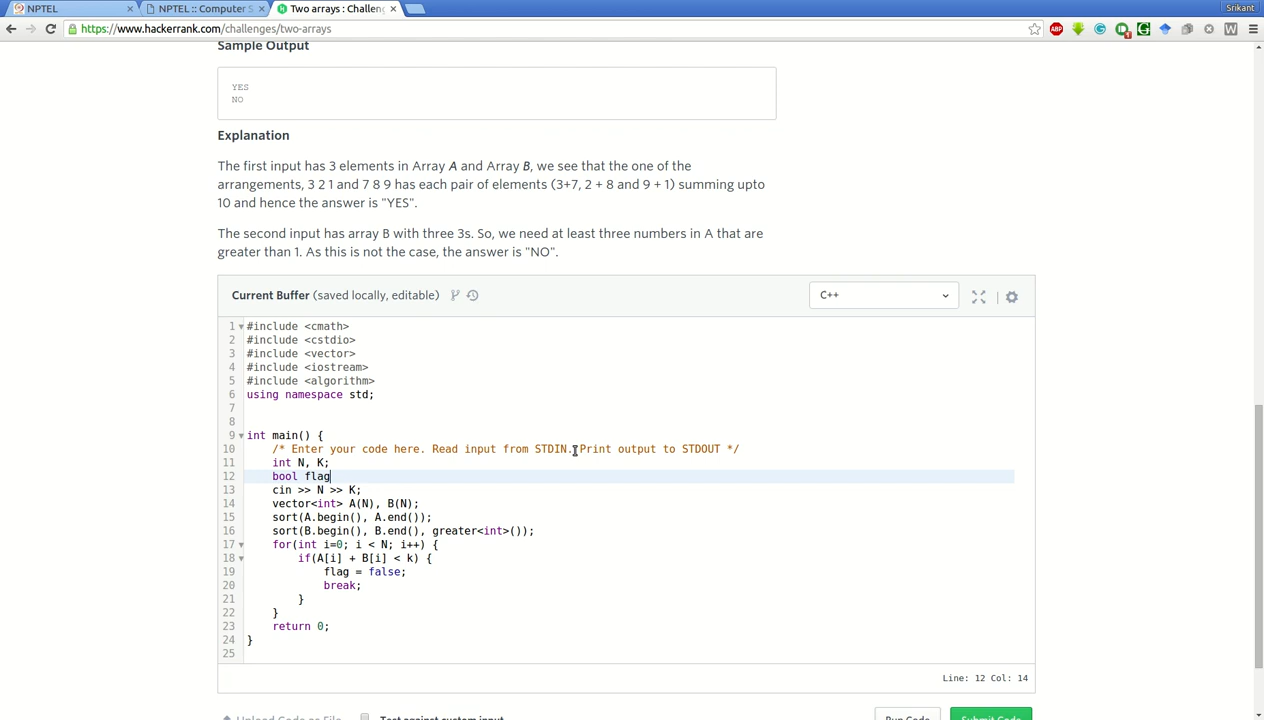 NPTEL
NPTEL :: Computer S
Two arrays : Challeng
Srikant
https://www.hackerrank.com/challenges/two-arrays
Sample Output
YES
NO
Explanation
The first input has 3 elements in Array A and Array B, we see that the one of the
arrangements, 3 2 1 and 7 8 9 has each pair of elements (3+7, 2 + 8 and 9 + 1) summing upto
10 and hence the answer is "YES".
The second input has array B with three 3s. So, we need at least three numbers in A that are
greater than 1. As this is not the case, the answer is "NO".
Current Buffer (saved locally, editable)
C++
1 #include <cmath>
2 #include <cstdio>
3 #include <vector>
4 #include <iostream>
5 #include <algorithm>
6 using namespace std;
7
8
9 int main() {
10 /* Enter your code here. Read input from STDIN. Print output to STDOUT */
11 int N, K;
12 bool flag
13 cin >> N >> K;
14 vector<int> A(N), B(N);
15 sort(A.begin(), A.end());
16 sort(B.begin(), B.end(), greater<int>());
17 for(int i=0; i < N; i++) {
18 if(A[i] + B[i] < k) {
19 flag = false;
20 break;
21 }
22 }
23 return 0;
24 }
25
Line: 12 Col: 14
Upload Code as File
Test against custom input
Run Code
Submit Code